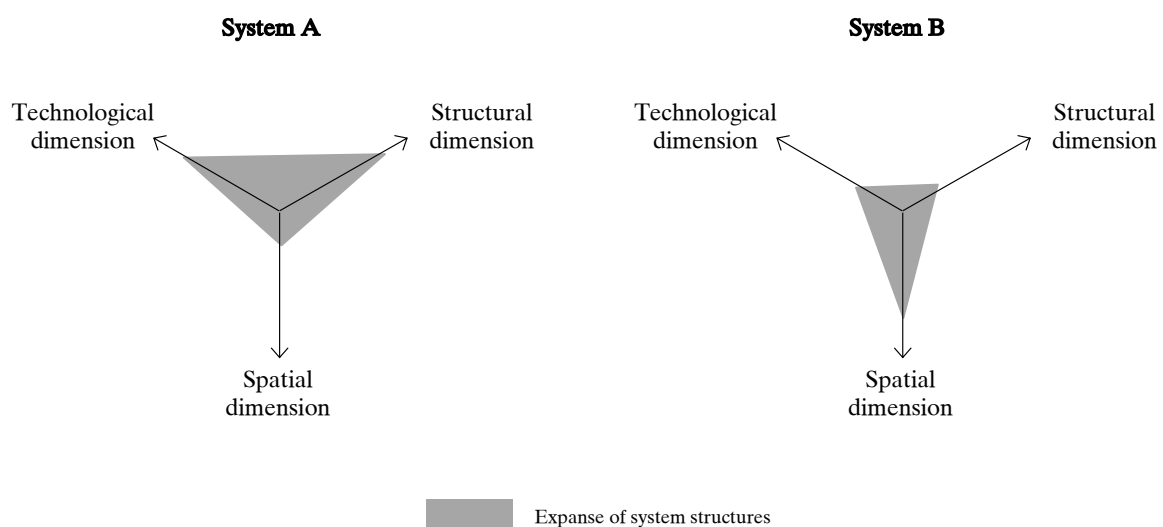 System A
System B
Technological
dimension
Structural
dimension
Technological
dimension
Structural
dimension
Spatial
dimension
Spatial
dimension
Expanse of system structures